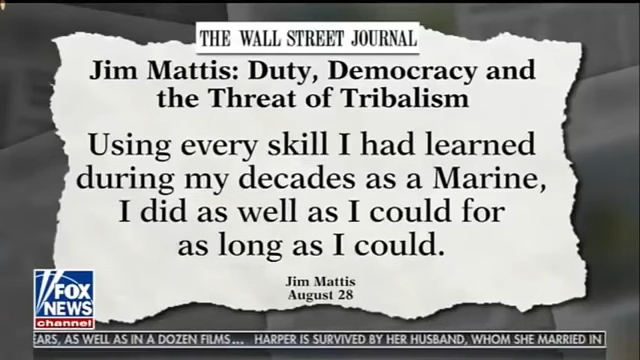 THE WALL STREET JOURNAL
Jim Mattis: Duty, Democracy and
the Threat of Tribalism
Using every skill I had learned
during my decades as a Marine,
I did as well as I could for
as long as I could.
Jim Mattis
August 28
FOX
NEWS
channel
EARS, AS WELL AS IN A DOZEN FILMS... HARPER IS SURVIVED BY HER HUSBAND, WHOM SHE MARRIED IN